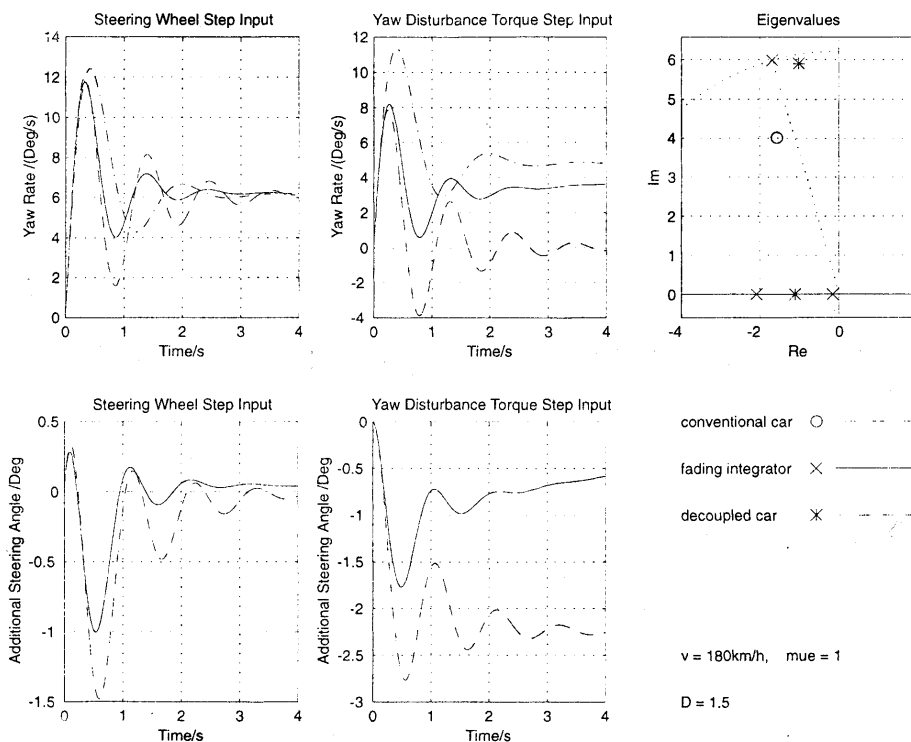 Steering Wheel Step Input
14
12
10
8
6
4
2
0
0
1
2
3
4
Yaw Rate /(Deg/s)
Time/s
Yaw Disturbance Torque Step Input
12
10
8
6
4
2
0
-2
-4
0
1
2
3
4
Yaw Rate /(Deg/s)
Time/s
Eigenvalues
6
5
4
3
2
1
0
-4
-2
0
Im
Re
Steering Wheel Step Input
0.5
0
-0.5
-1
-1.5
0
1
2
3
4
Additional Steering Angle /Deg
Time/s
Yaw Disturbance Torque Step Input
0
-0.5
-1
-1.5
-2
-2.5
-3
0
1
2
3
4
Additional Steering Angle /Deg
Time/s
conventional car
fading integrator
decoupled car
v = 180km/h, mue = 1
D = 1.5